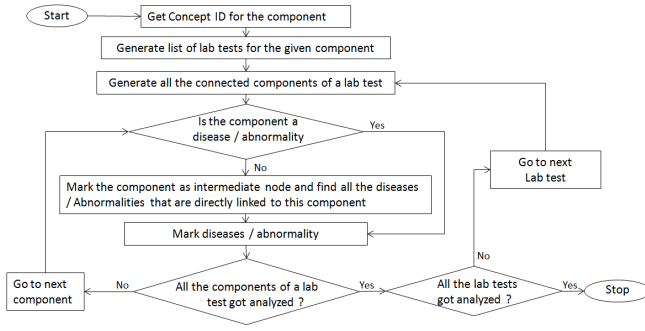 Start
Get Concept ID for the component
Generate list of lab tests for the given component
Generate all the connected components of a lab test
Is the component a
disease / abnormality
Yes
No
Mark the component as intermediate node and find all the diseases
/ Abnormalities that are directly linked to this component
Go to next
Lab test
Mark diseases / abnormality
No
Go to next
component
No
All the components of a lab
test got analyzed ?
Yes
All the lab tests
got analyzed ?
Yes
Stop